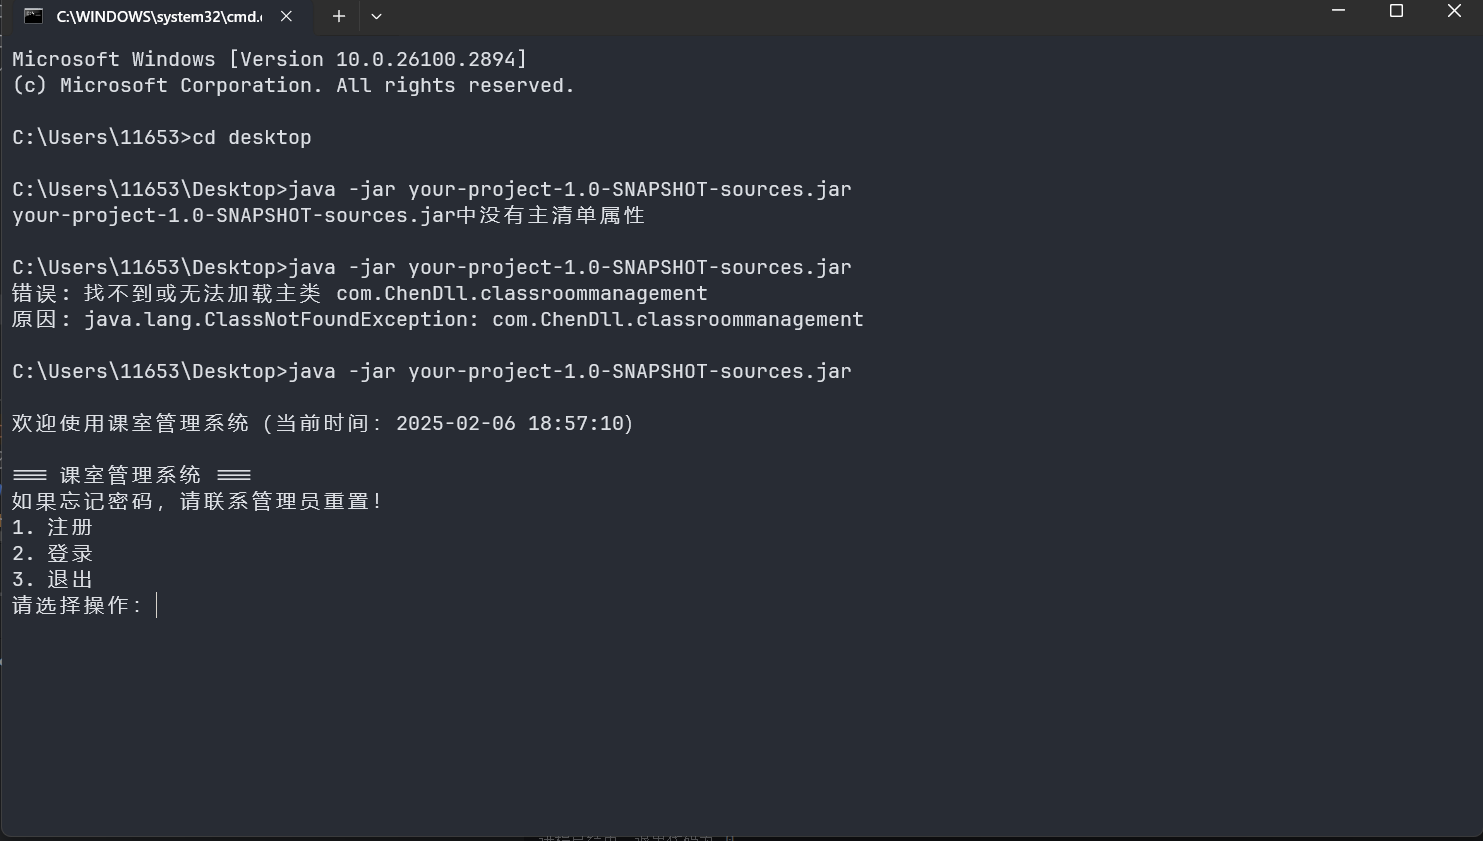 C:\WINDOWS\system32\cmd.
Microsoft Windows [Version 10.0.26100.2894]
(c) Microsoft Corporation. All rights reserved.
C:\Users\11653>cd desktop
C:\Users\11653\Desktop>java -jar your-project-1.0-SNAPSHOT-sources.jar
your-project-1.0-SNAPSHOT-sources.jar中没有主清单属性
C:\Users\11653\Desktop>java -jar your-project-1.0-SNAPSHOT-sources.jar
错误: 找不到或无法加载主类 com.ChenDll.classroommanagement
原因: java.lang.ClassNotFoundException: com.ChenDll.classroommanagement
C:\Users\11653\Desktop>java -jar your-project-1.0-SNAPSHOT-sources.jar
欢迎使用课室管理系统（当前时间：2025-02-06 18:57:10）
=== 课室管理系统 ===
如果忘记密码，请联系管理员重置！
1. 注册
2. 登录
3. 退出
请选择操作：